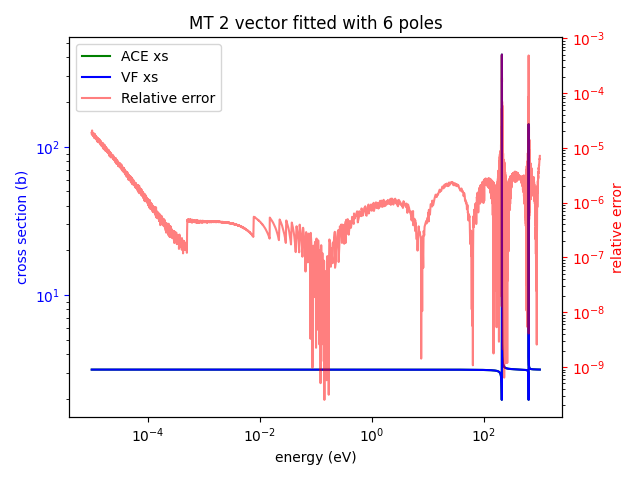 MT 2 vector fitted with 6 poles
ACE xs
VF xs
Relative error
cross section (b)
10²
10¹
10⁻³
10⁻⁴
10⁻⁵
10⁻⁶
10⁻⁷
10⁻⁸
10⁻⁹
relative error
10⁻⁴ 10⁻² 10⁰ 10²
energy (eV)